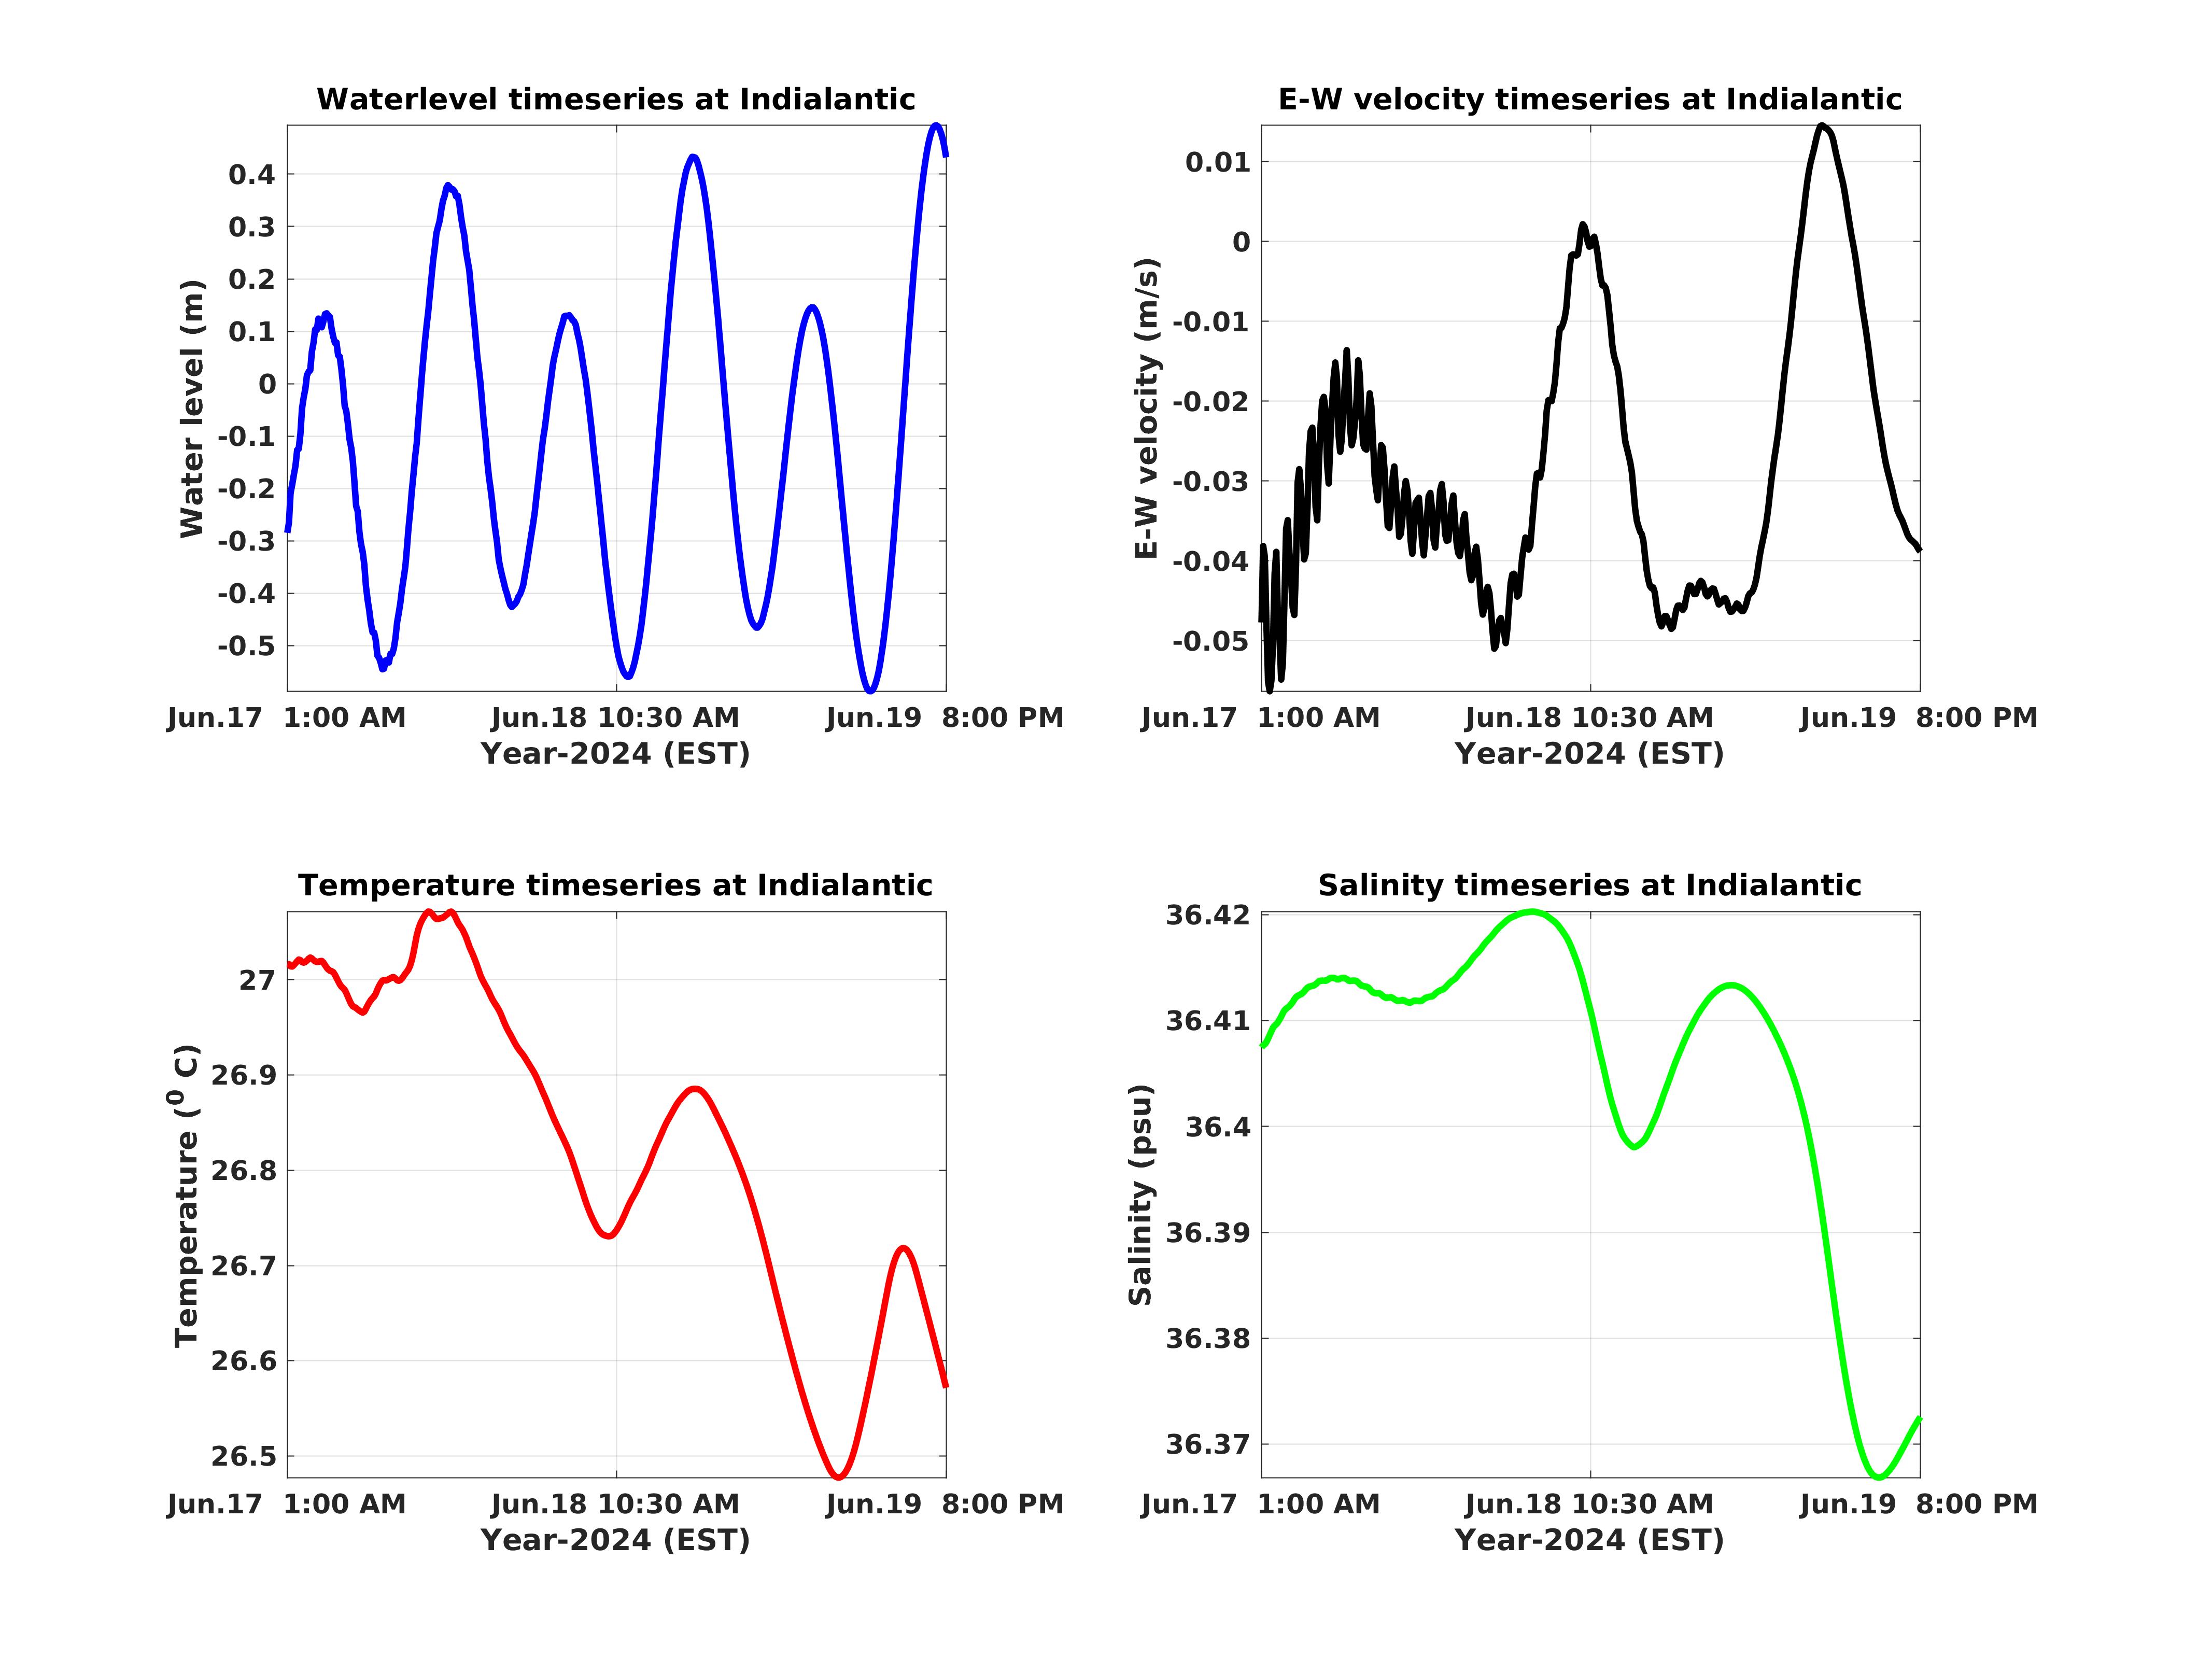 Waterlevel timeseries at Indialantic
0.4
0.3
0.2
0.1
0
-0.1
-0.2
-0.3
-0.4
-0.5
Water level (m)
Jun.17 1:00 AM Jun.18 10:30 AM Jun.19 8:00 PM
Year-2024 (EST)
E-W velocity timeseries at Indialantic
0.01
0
-0.01
-0.02
-0.03
-0.04
-0.05
E-W velocity (m/s)
Jun.17 1:00 AM Jun.18 10:30 AM Jun.19 8:00 PM
Year-2024 (EST)
Temperature timeseries at Indialantic
27
26.9
26.8
26.7
26.6
26.5
Temperature (⁰ C)
Jun.17 1:00 AM Jun.18 10:30 AM Jun.19 8:00 PM
Year-2024 (EST)
Salinity timeseries at Indialantic
36.42
36.41
36.4
36.39
36.38
36.37
Salinity (psu)
Jun.17 1:00 AM Jun.18 10:30 AM Jun.19 8:00 PM
Year-2024 (EST)